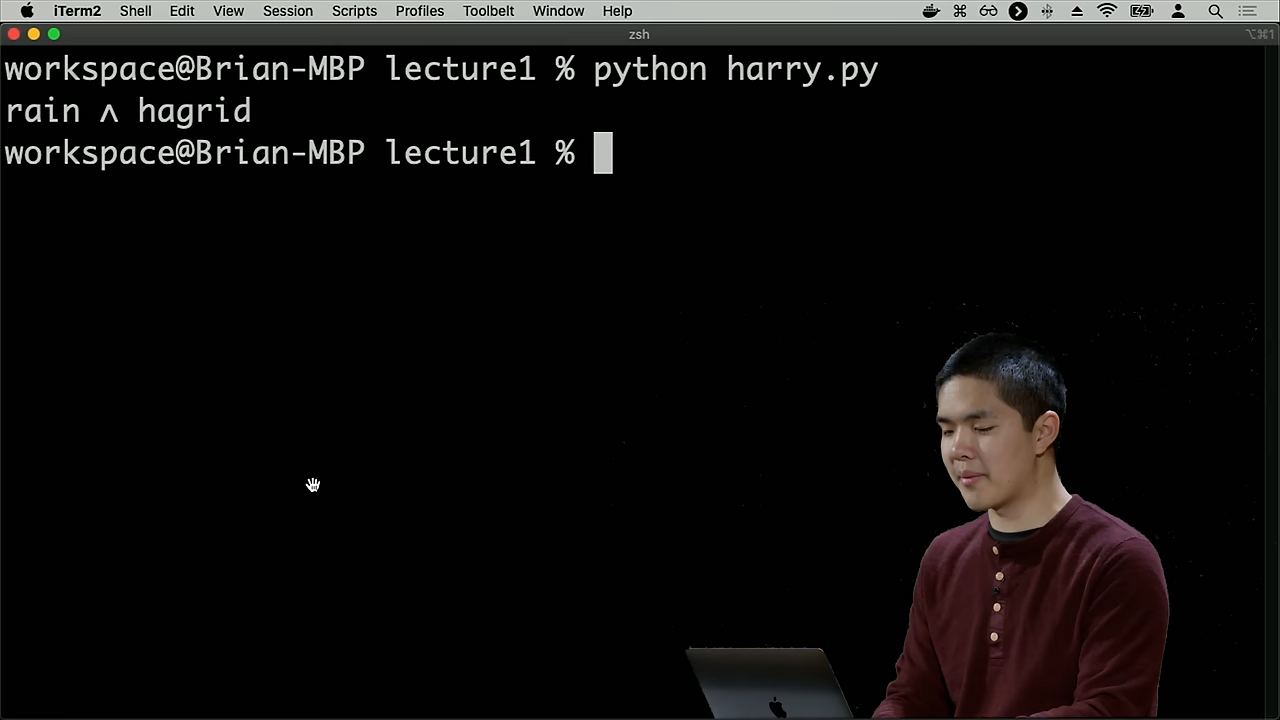 iTerm2 Shell Edit View Session Scripts Profiles Toolbelt Window Help
zsh
⌥⌘1
workspace@Brian-MBP lecture1 % python harry.py
rain ∧ hagrid
workspace@Brian-MBP lecture1 %